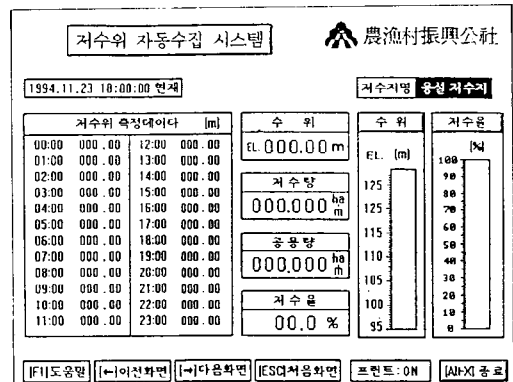 저수위 자동수집 시스템
農漁村振興公社
1994.11.23 10:00:00 현재
저수지명 용설 저수지
저수위 측정데이다 [m]
00:00 000.00 12:00 000.00
01:00 000.00 13:00 000.00
02:00 000.00 14:00 000.00
03:00 000.00 15:00 000.00
04:00 000.00 16:00 000.00
05:00 000.00 17:00 000.00
06:00 000.00 18:00 000.00
07:00 000.00 19:00 000.00
08:00 000.00 20:00 000.00
09:00 000.00 21:00 000.00
10:00 000.00 22:00 000.00
11:00 000.00 23:00 000.00
수 위
EL. 000.00 m
저 수 량
000.000 ha m
공 용 량
000.000 ha m
저 수 율
00.0 %
수 위
EL. [m]
125
125
115
110
105
100
95
저 수 율
[%]
100
90
80
70
60
50
40
30
20
10
0
[F1]도움말 [←]이전화면 [→]다음화면 [ESC]처음화면 프린트:ON [Alt-X] 종료